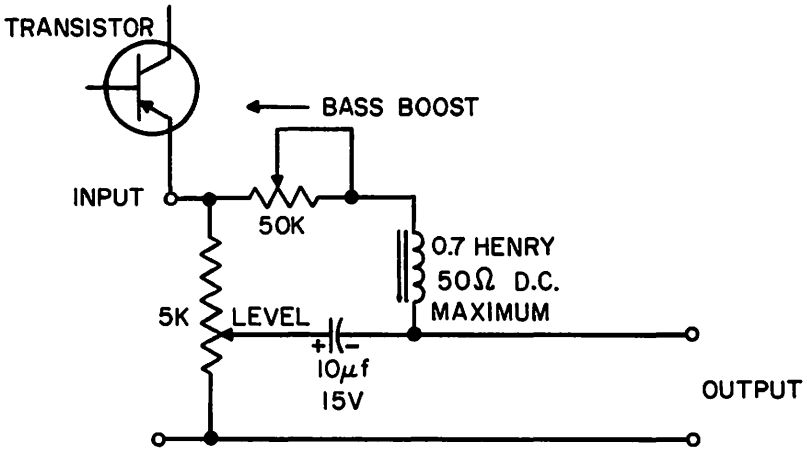 TRANSISTOR
BASS BOOST
INPUT
50K
0.7 HENRY
50Ω D.C.
MAXIMUM
5K
LEVEL
+ -
10μf
15V
OUTPUT